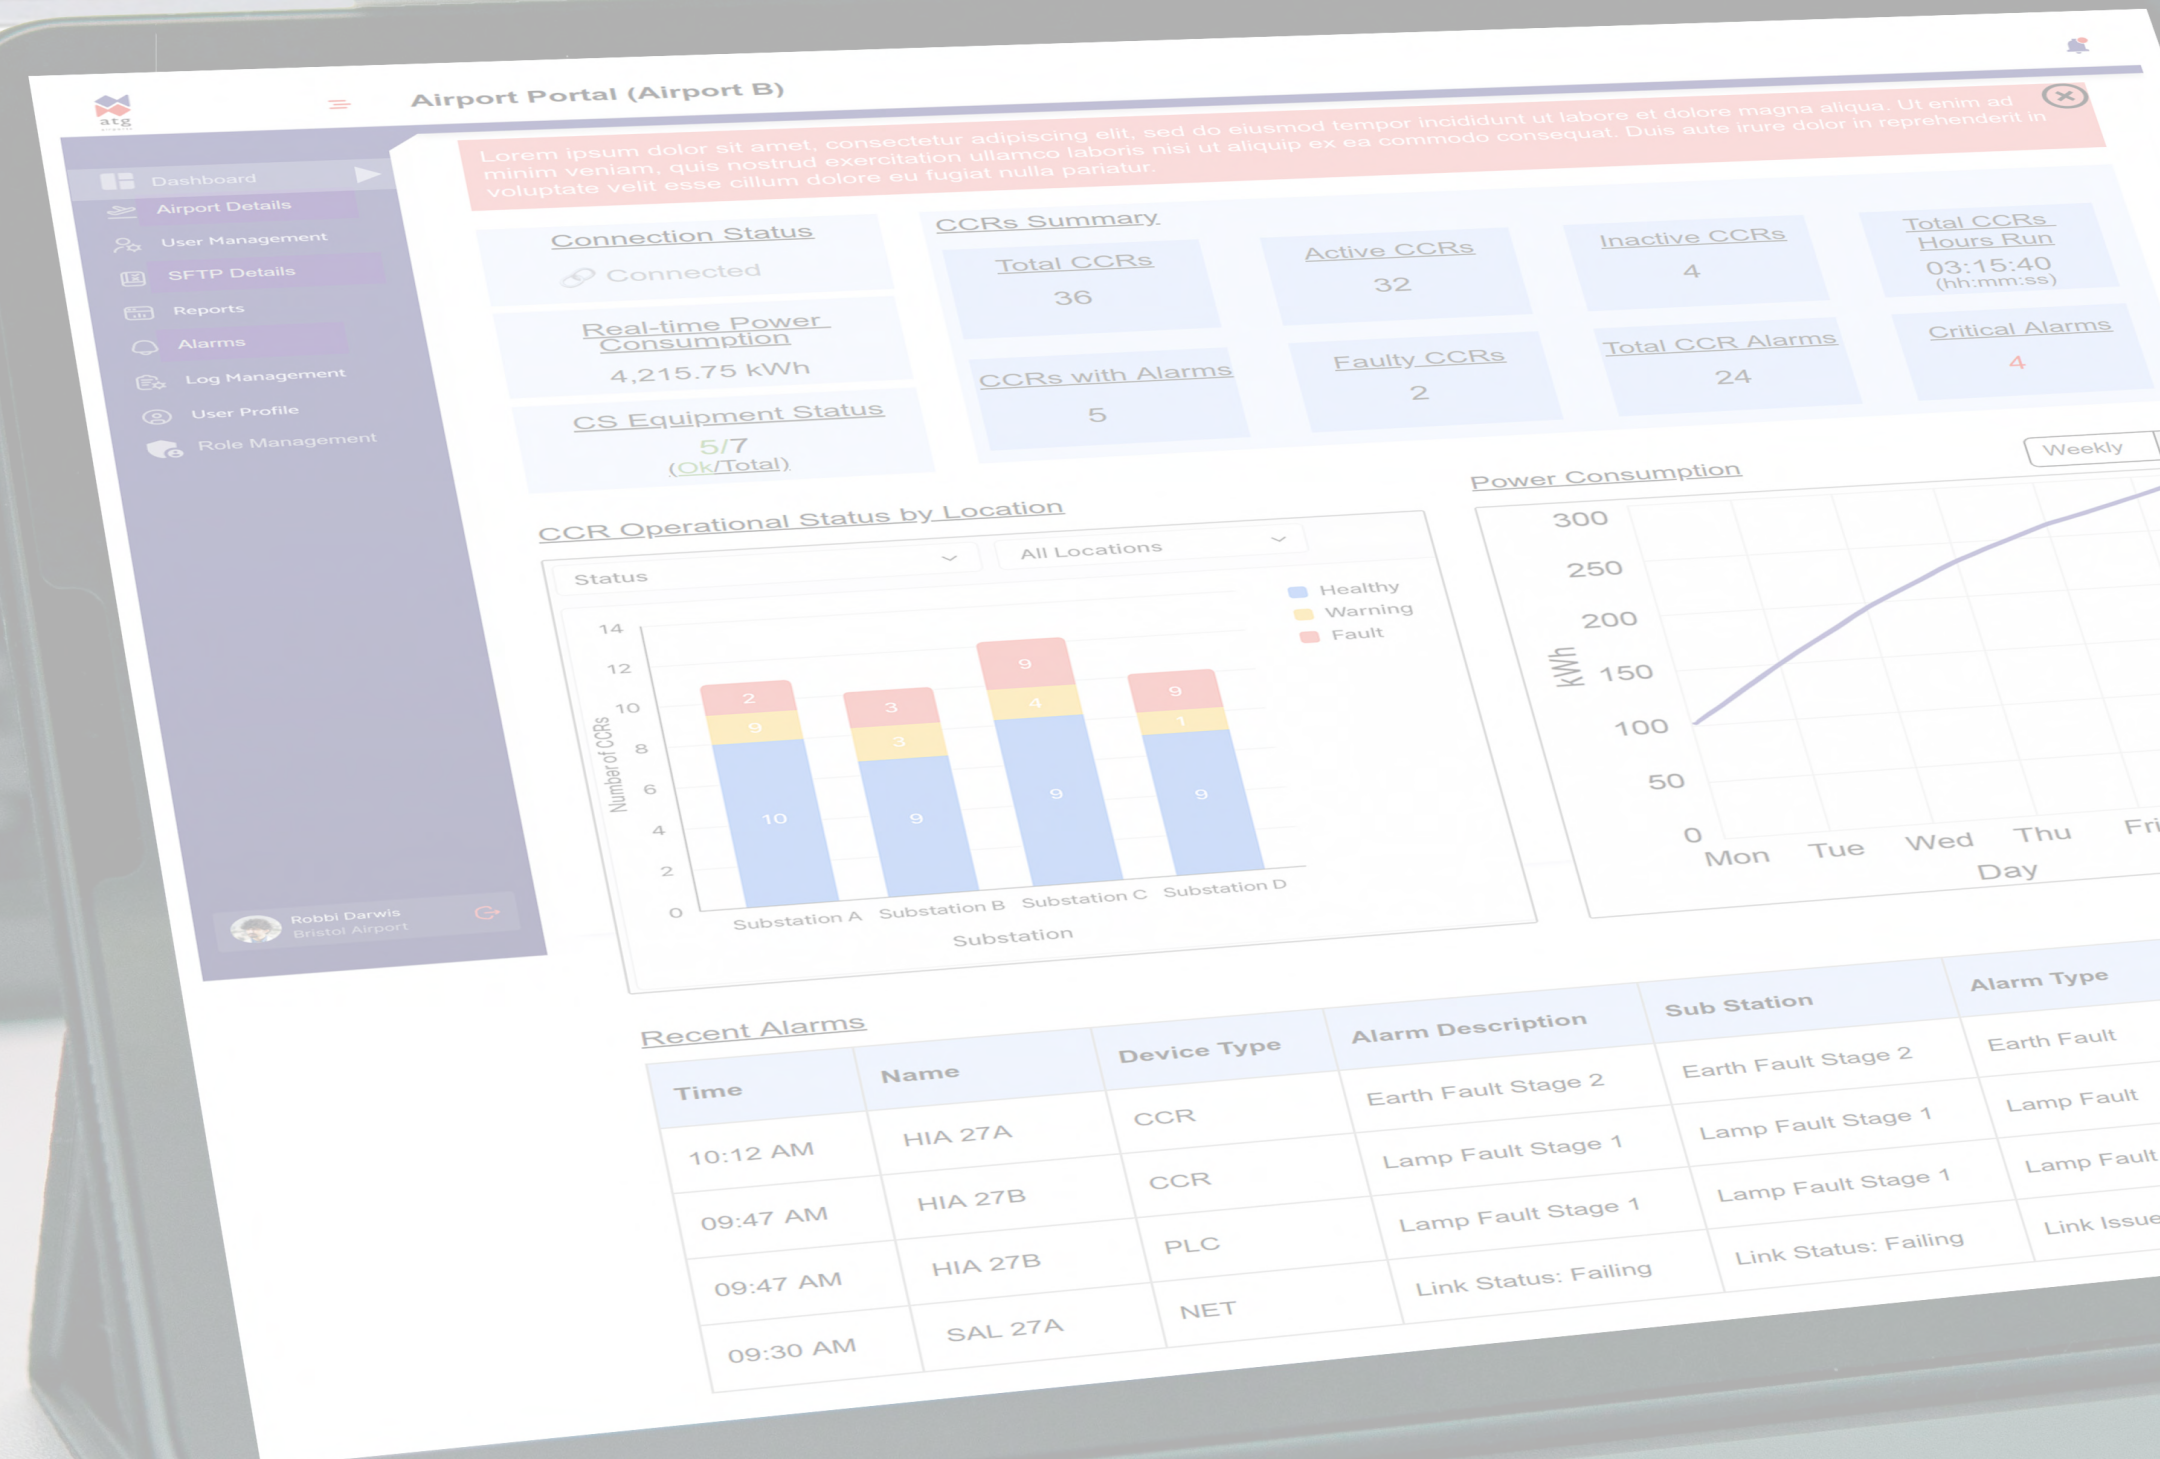 atg
airports
Airport Portal (Airport B)
Lorem ipsum dolor sit amet, consectetur adipiscing elit, sed do eiusmod tempor incididunt ut labore et dolore magna aliqua. Ut enim ad
minim veniam, quis nostrud exercitation ullamco laboris nisi ut aliquip ex ea commodo consequat. Duis aute irure dolor in reprehenderit in
voluptate velit esse cillum dolore eu fugiat nulla pariatur.
Dashboard
Airport Details
User Management
SFTP Details
Reports
Alarms
Log Management
User Profile
Role Management
Robbi Darwis
Bristol Airport
Connection Status
Connected
Real-time Power
Consumption
4,215.75 kWh
CS Equipment Status
5/7
(Ok/Total)
CCRs Summary
Total CCRs
36
Active CCRs
32
Inactive CCRs
4
Total CCRs
Hours Run
03:15:40
(hh:mm:ss)
CCRs with Alarms
5
Faulty CCRs
2
Total CCR Alarms
24
Critical Alarms
4
CCR Operational Status by Location
Status
All Locations
Healthy
Warning
Fault
Number of CCRs
14
12
10
8
6
4
2
0
2
9
10
3
3
9
9
4
9
9
1
9
Substation A Substation B Substation C Substation D
Substation
Power Consumption
Weekly
kWh
300
250
200
150
100
50
0
Mon Tue Wed Thu Fri
Day
Recent Alarms
Time Name Device Type Alarm Description Sub Station Alarm Type
10:12 AM HIA 27A CCR Earth Fault Stage 2 Earth Fault Stage 2 Earth Fault
09:47 AM HIA 27B CCR Lamp Fault Stage 1 Lamp Fault Stage 1 Lamp Fault
09:47 AM HIA 27B PLC Lamp Fault Stage 1 Lamp Fault Stage 1 Lamp Fault
09:30 AM SAL 27A NET Link Status: Failing Link Status: Failing Link Issue